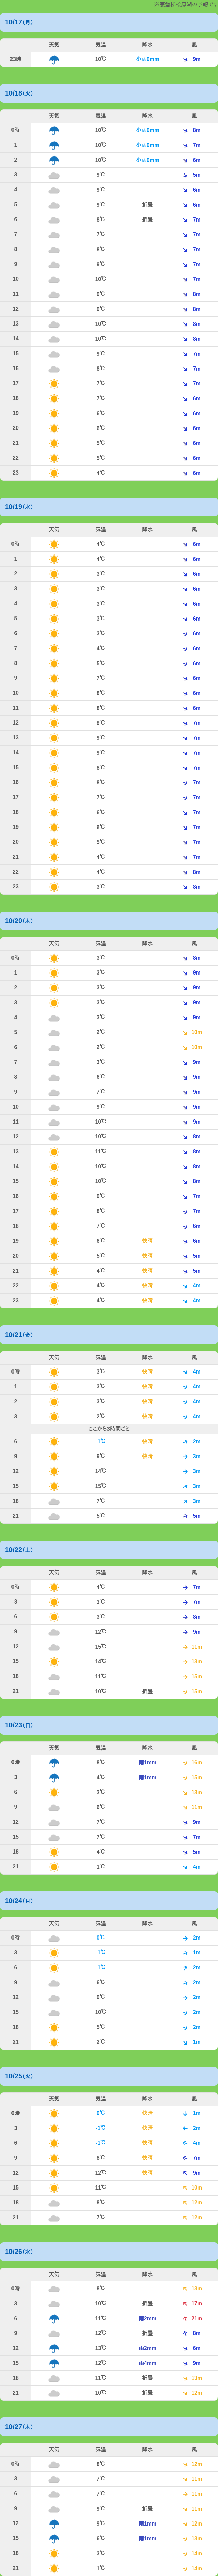 ※裏磐梯桧原湖の予報です
10/17(月)
天気 気温 降水 風
23時 10℃ 小雨0mm 9m
10/18(火)
天気 気温 降水 風
0時 10℃ 小雨0mm 8m
1 10℃ 小雨0mm 7m
2 10℃ 小雨0mm 6m
3 9℃ 5m
4 9℃ 6m
5 9℃ 折畳 6m
6 8℃ 折畳 7m
7 7℃ 7m
8 8℃ 7m
9 9℃ 7m
10 10℃ 7m
11 9℃ 8m
12 9℃ 8m
13 10℃ 8m
14 10℃ 8m
15 9℃ 7m
16 8℃ 7m
17 7℃ 7m
18 7℃ 6m
19 6℃ 6m
20 6℃ 6m
21 5℃ 6m
22 5℃ 6m
23 4℃ 6m
10/19(水)
天気 気温 降水 風
0時 4℃ 6m
1 4℃ 6m
2 3℃ 6m
3 3℃ 6m
4 3℃ 6m
5 3℃ 6m
6 3℃ 6m
7 4℃ 6m
8 5℃ 6m
9 7℃ 6m
10 8℃ 6m
11 8℃ 6m
12 9℃ 7m
13 9℃ 7m
14 9℃ 7m
15 8℃ 7m
16 8℃ 7m
17 7℃ 7m
18 6℃ 7m
19 6℃ 7m
20 5℃ 7m
21 4℃ 7m
22 4℃ 8m
23 3℃ 8m
10/20(木)
天気 気温 降水 風
0時 3℃ 8m
1 3℃ 9m
2 3℃ 9m
3 3℃ 9m
4 3℃ 9m
5 2℃ 10m
6 2℃ 10m
7 3℃ 9m
8 6℃ 9m
9 7℃ 9m
10 9℃ 9m
11 10℃ 9m
12 10℃ 8m
13 11℃ 8m
14 10℃ 8m
15 10℃ 8m
16 9℃ 7m
17 8℃ 7m
18 7℃ 6m
19 6℃ 快晴 6m
20 5℃ 快晴 5m
21 4℃ 快晴 5m
22 4℃ 快晴 4m
23 4℃ 快晴 4m
10/21(金)
天気 気温 降水 風
0時 3℃ 快晴 4m
1 3℃ 快晴 4m
2 3℃ 快晴 4m
3 2℃ 快晴 4m
ここから3時間ごと
6 -1℃ 快晴 2m
9 9℃ 快晴 3m
12 14℃ 3m
15 15℃ 3m
18 7℃ 3m
21 5℃ 5m
10/22(土)
天気 気温 降水 風
0時 4℃ 7m
3 3℃ 7m
6 3℃ 8m
9 12℃ 9m
12 15℃ 11m
15 14℃ 13m
18 11℃ 15m
21 10℃ 折畳 15m
10/23(日)
天気 気温 降水 風
0時 8℃ 雨1mm 16m
3 4℃ 雨1mm 15m
6 3℃ 13m
9 6℃ 11m
12 7℃ 9m
15 7℃ 7m
18 4℃ 5m
21 1℃ 4m
10/24(月)
天気 気温 降水 風
0時 0℃ 2m
3 -1℃ 1m
6 -1℃ 2m
9 6℃ 2m
12 9℃ 2m
15 10℃ 2m
18 5℃ 2m
21 2℃ 1m
10/25(火)
天気 気温 降水 風
0時 0℃ 快晴 1m
3 -1℃ 快晴 2m
6 -1℃ 快晴 4m
9 8℃ 快晴 7m
12 12℃ 快晴 9m
15 11℃ 10m
18 8℃ 12m
21 7℃ 12m
10/26(水)
天気 気温 降水 風
0時 8℃ 13m
3 10℃ 折畳 17m
6 11℃ 雨2mm 21m
9 12℃ 折畳 8m
12 13℃ 雨2mm 6m
15 12℃ 雨4mm 9m
18 11℃ 折畳 13m
21 10℃ 折畳 12m
10/27(木)
天気 気温 降水 風
0時 8℃ 12m
3 7℃ 11m
6 7℃ 11m
9 9℃ 折畳 11m
12 9℃ 雨1mm 12m
15 6℃ 雨1mm 13m
18 3℃ 14m
21 1℃ 14m